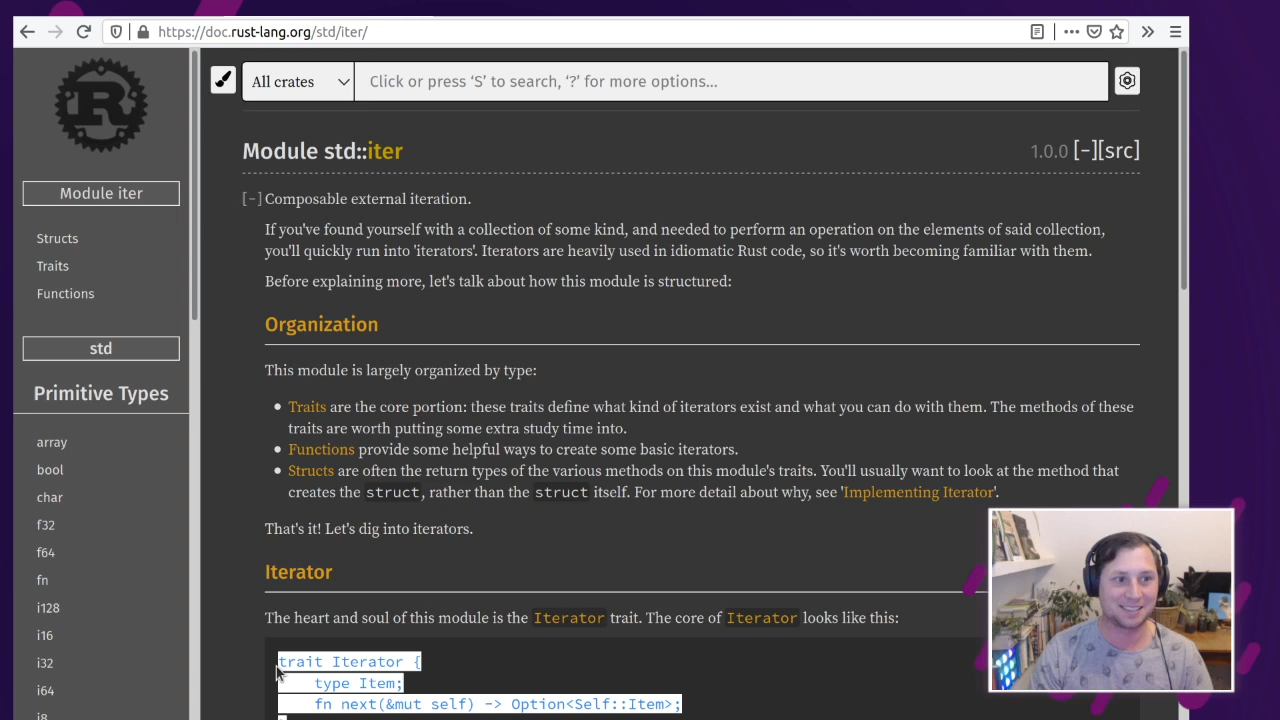 https://doc.rust-lang.org/std/iter/
All crates
Click or press ‘S’ to search, ‘?’ for more options...
R
Module iter
Structs
Traits
Functions
std
Primitive Types
array
bool
char
f32
f64
fn
i128
i16
i32
i64
i8
Module std::iter
1.0.0 [-][src]
[-] Composable external iteration.
If you've found yourself with a collection of some kind, and needed to perform an operation on the elements of said collection,
you'll quickly run into 'iterators'. Iterators are heavily used in idiomatic Rust code, so it's worth becoming familiar with them.
Before explaining more, let's talk about how this module is structured:
Organization
This module is largely organized by type:
• Traits are the core portion: these traits define what kind of iterators exist and what you can do with them. The methods of these
traits are worth putting some extra study time into.
• Functions provide some helpful ways to create some basic iterators.
• Structs are often the return types of the various methods on this module's traits. You'll usually want to look at the method that
creates the struct, rather than the struct itself. For more detail about why, see 'Implementing Iterator'.
That's it! Let's dig into iterators.
Iterator
The heart and soul of this module is the Iterator trait. The core of Iterator looks like this:
trait Iterator {
type Item;
fn next(&mut self) -> Option<Self::Item>;